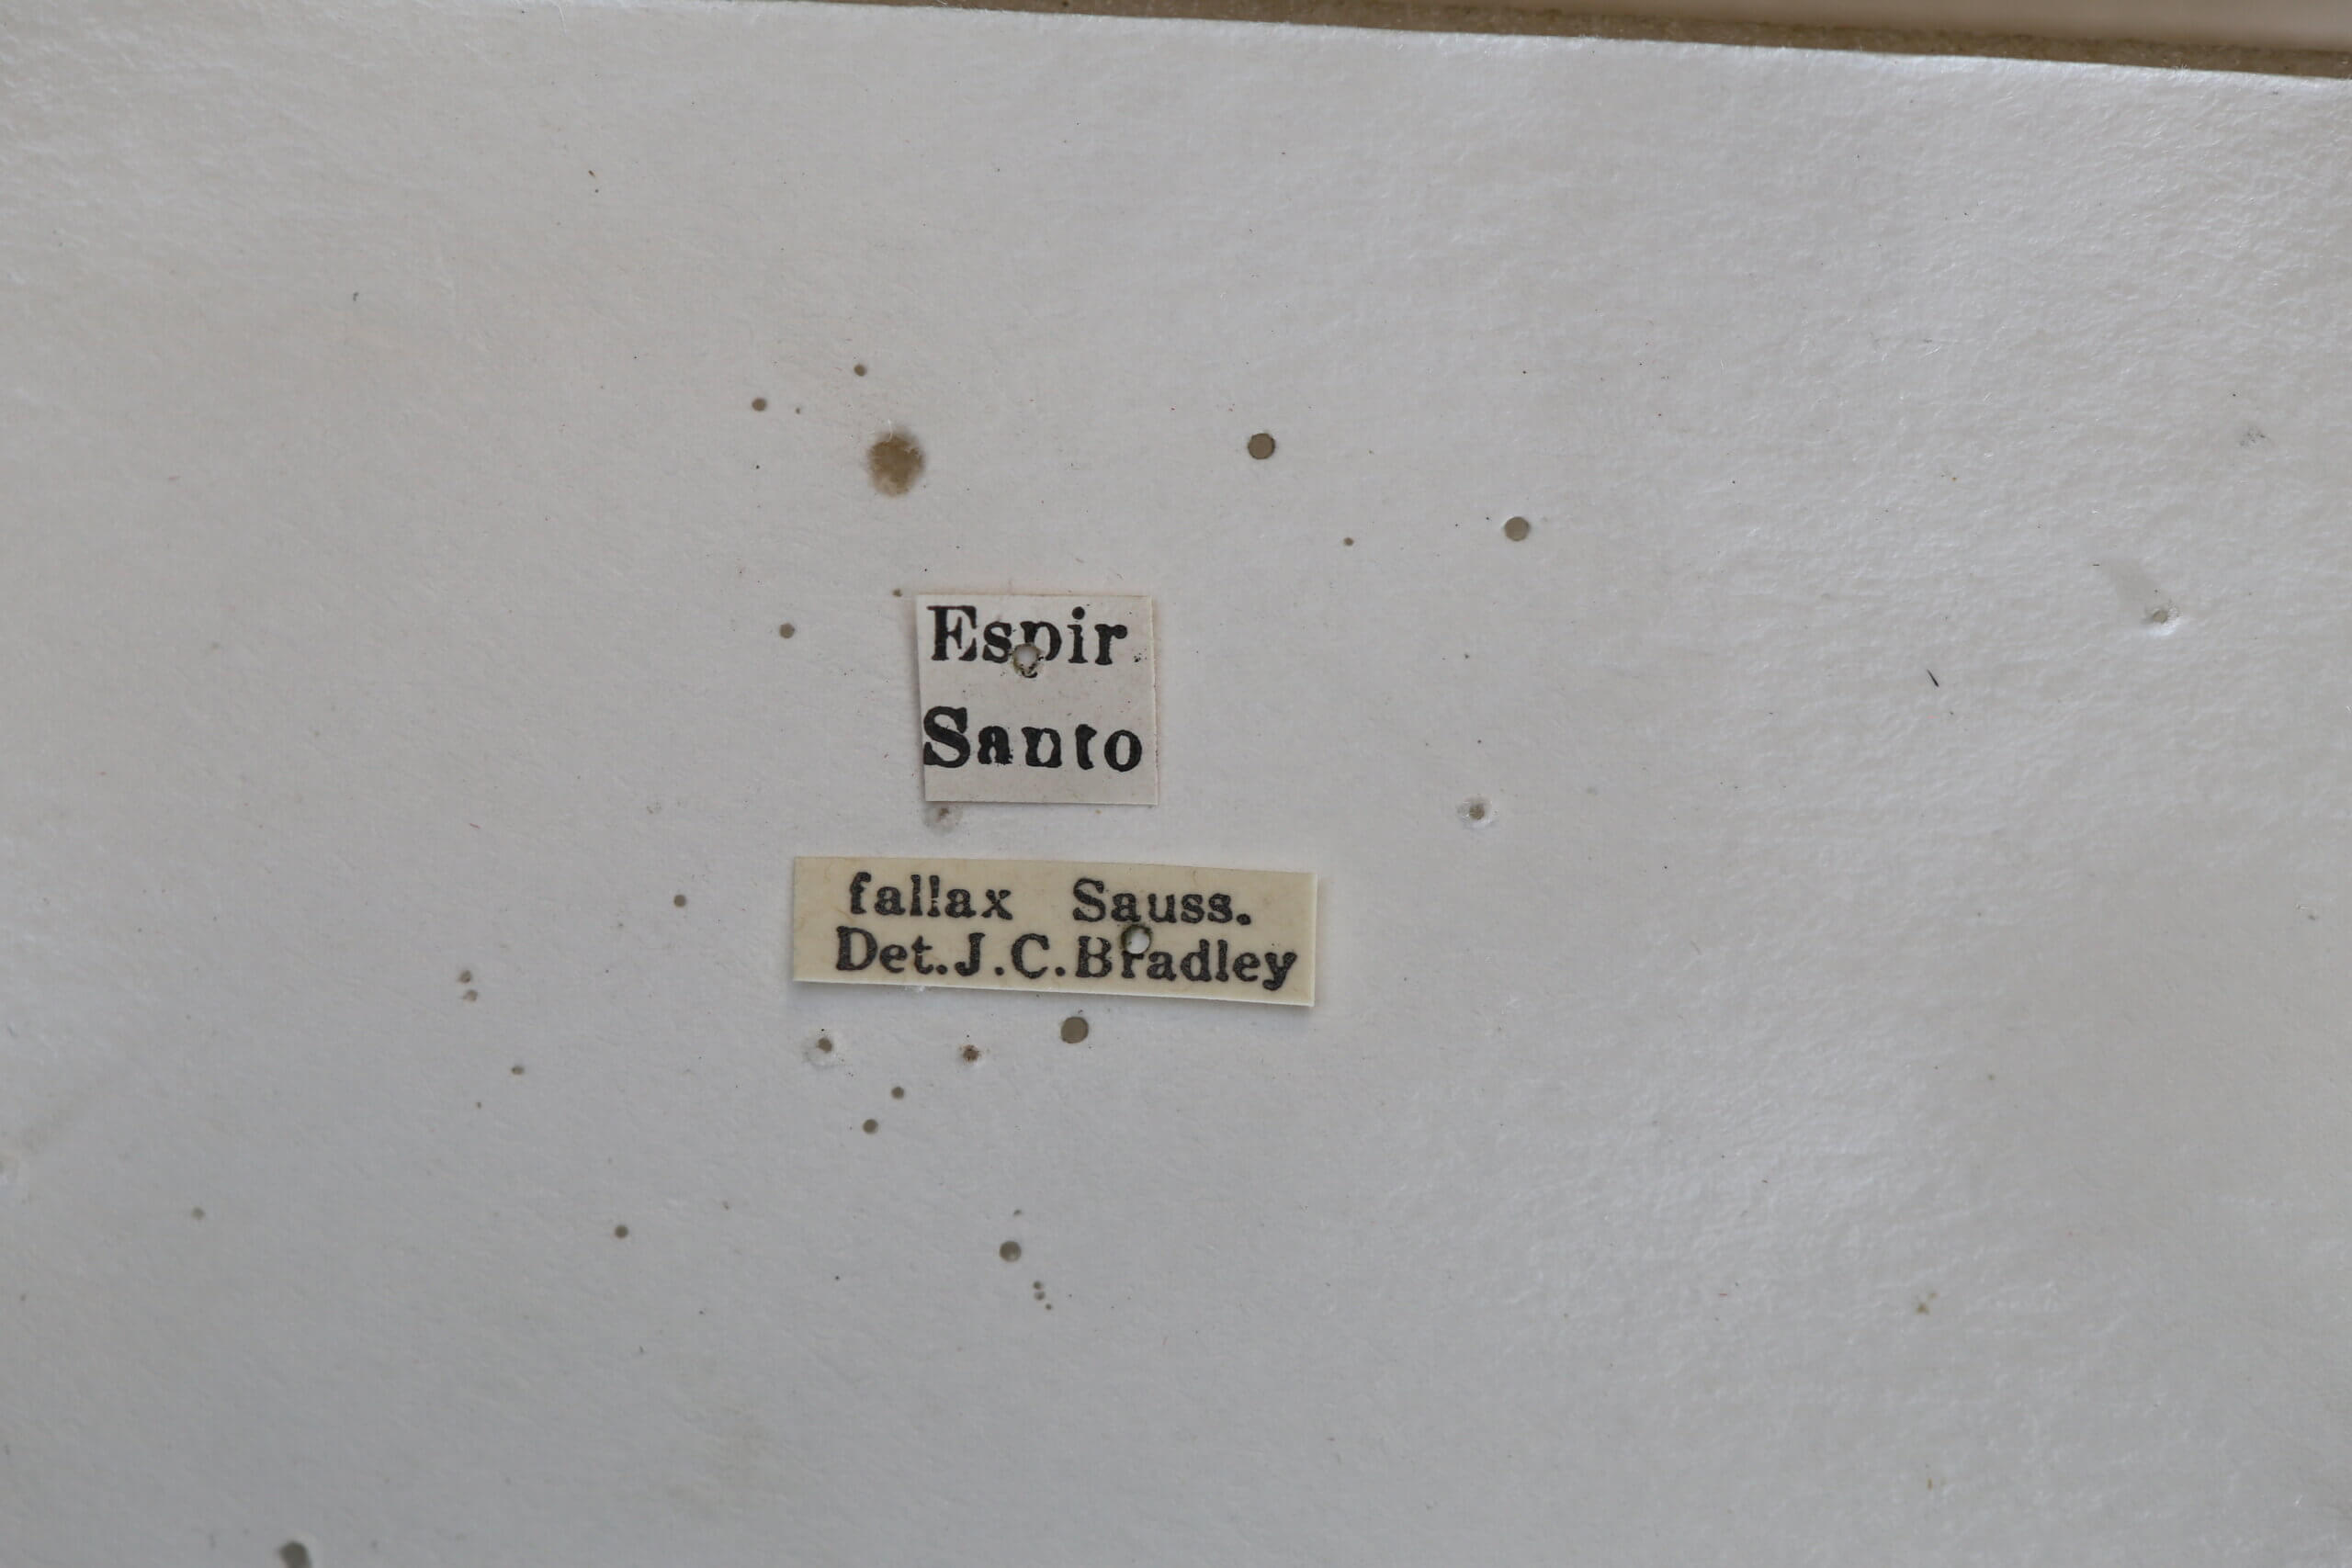 Espir.
Santo
fallax Sauss.
Det. J. C. Bradley